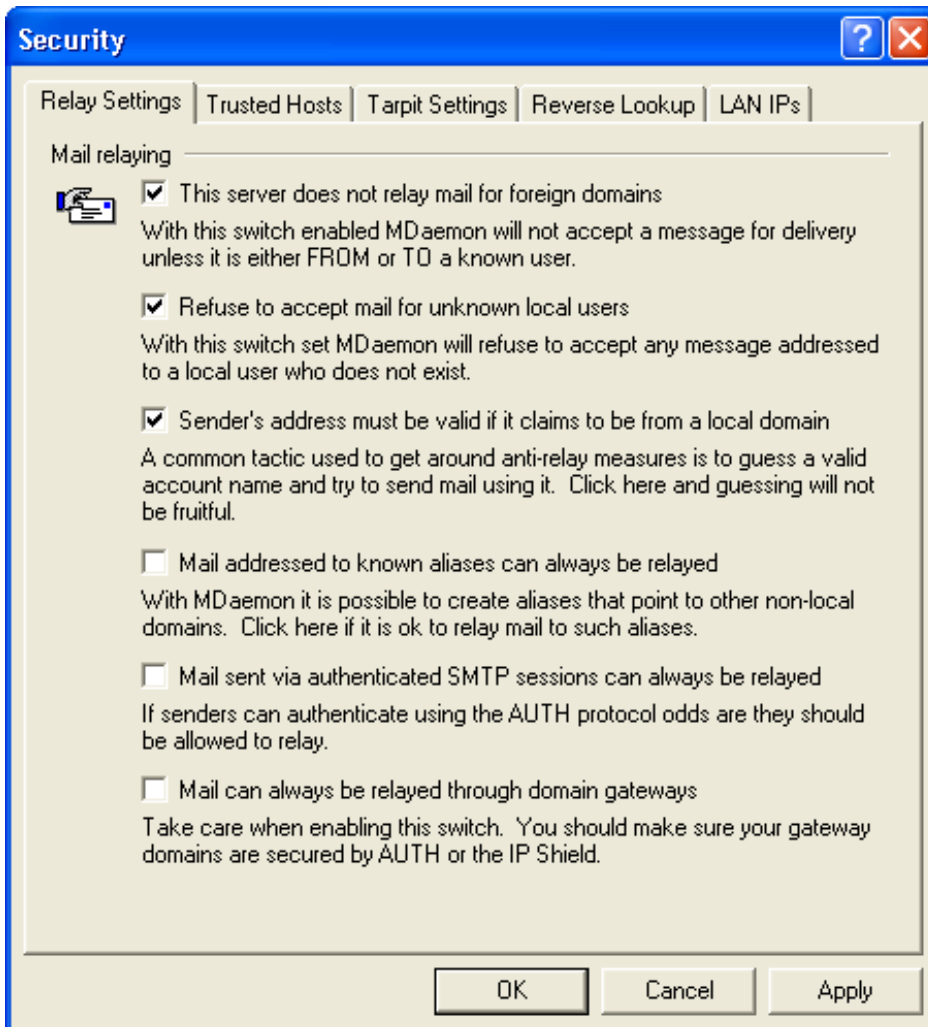 Security
Relay Settings Trusted Hosts Tarpit Settings Reverse Lookup LAN IPs
Mail relaying
This server does not relay mail for foreign domains
With this switch enabled MDaemon will not accept a message for delivery
unless it is either FROM or TO a known user.
Refuse to accept mail for unknown local users
With this switch set MDaemon will refuse to accept any message addressed
to a local user who does not exist.
Sender's address must be valid if it claims to be from a local domain
A common tactic used to get around anti-relay measures is to guess a valid
account name and try to send mail using it.  Click here and guessing will not
be fruitful.
Mail addressed to known aliases can always be relayed
With MDaemon it is possible to create aliases that point to other non-local
domains.  Click here if it is ok to relay mail to such aliases.
Mail sent via authenticated SMTP sessions can always be relayed
If senders can authenticate using the AUTH protocol odds are they should
be allowed to relay.
Mail can always be relayed through domain gateways
Take care when enabling this switch.  You should make sure your gateway
domains are secured by AUTH or the IP Shield.
OK Cancel Apply